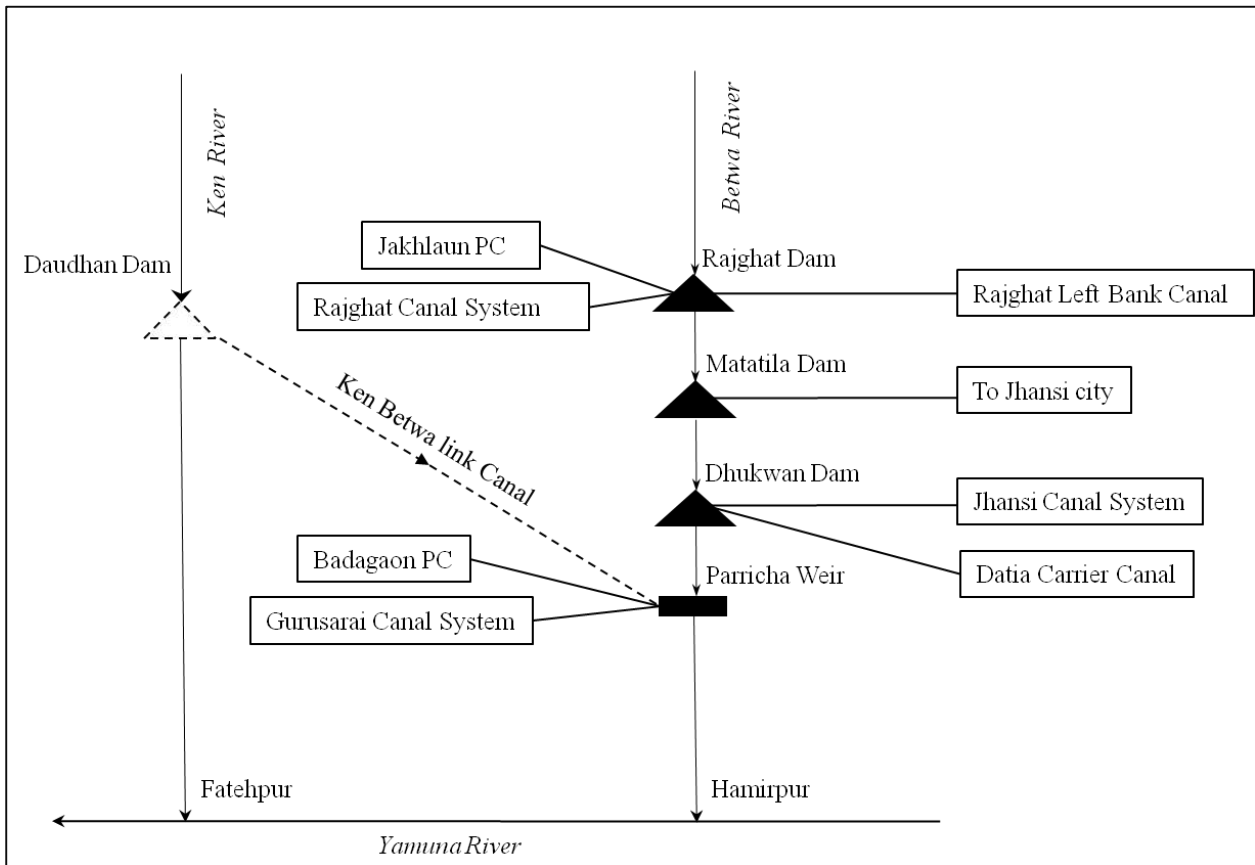 Ken River
Betwa River
Jakhlaun PC
Daudhan Dam
Rajghat Dam
Rajghat Canal System
Rajghat Left Bank Canal
Matatila Dam
To Jhansi city
Ken Betwa link Canal
Dhukwan Dam
Jhansi Canal System
Badagaon PC
Parricha Weir
Datia Carrier Canal
Gurusarai Canal System
Fatehpur
Hamirpur
Yamuna River